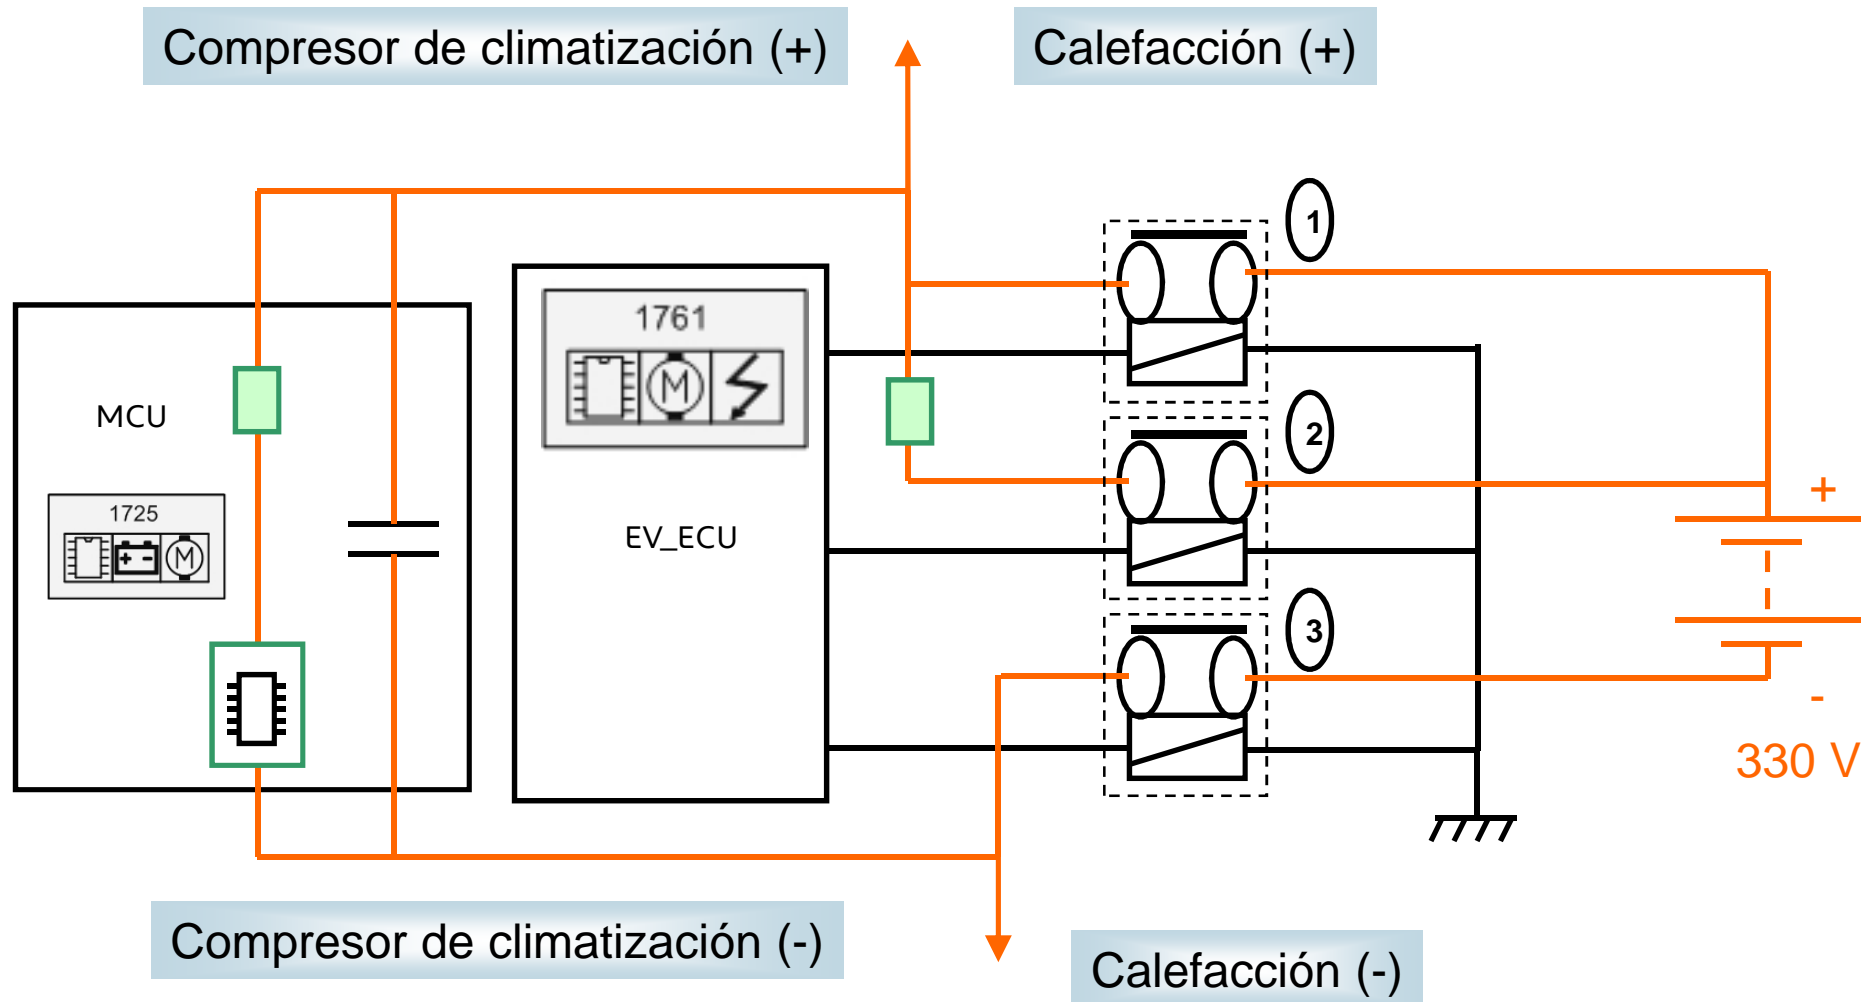 Compresor de climatización (+)
Calefacción (+)
1
1761
M
MCU
2
1725
+ -
M
EV_ECU
+
3
-
330 V
Compresor de climatización (-)
Calefacción (-)